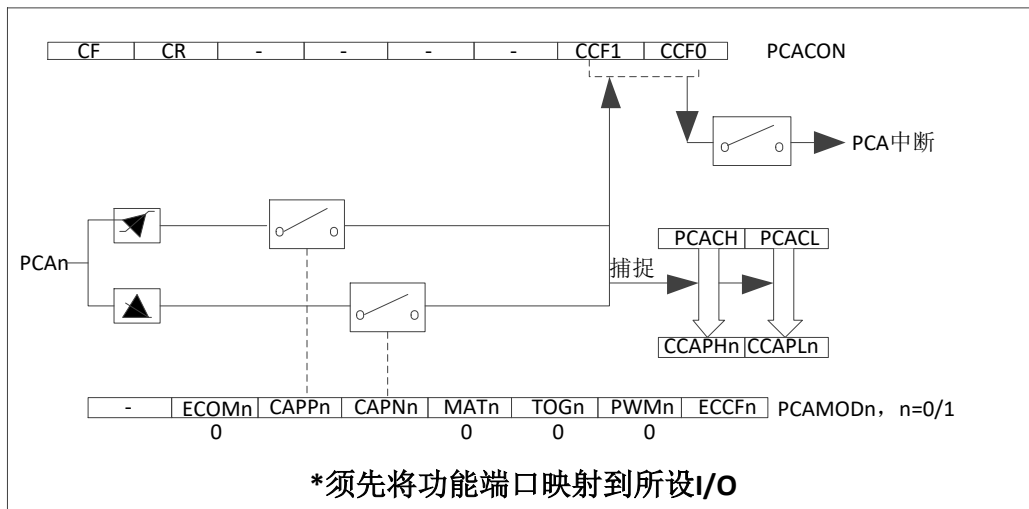 CF CR - - - - CCF1 CCF0 PCACON
PCA中断
PCACH PCACL
PCAn
捕捉
CCAPHn CCAPLn
- ECOMn CAPPn CAPNn MATn TOGn PWMn ECCFn PCAMODn，n=0/1
0 0 0 0
*须先将功能端口映射到所设I/O